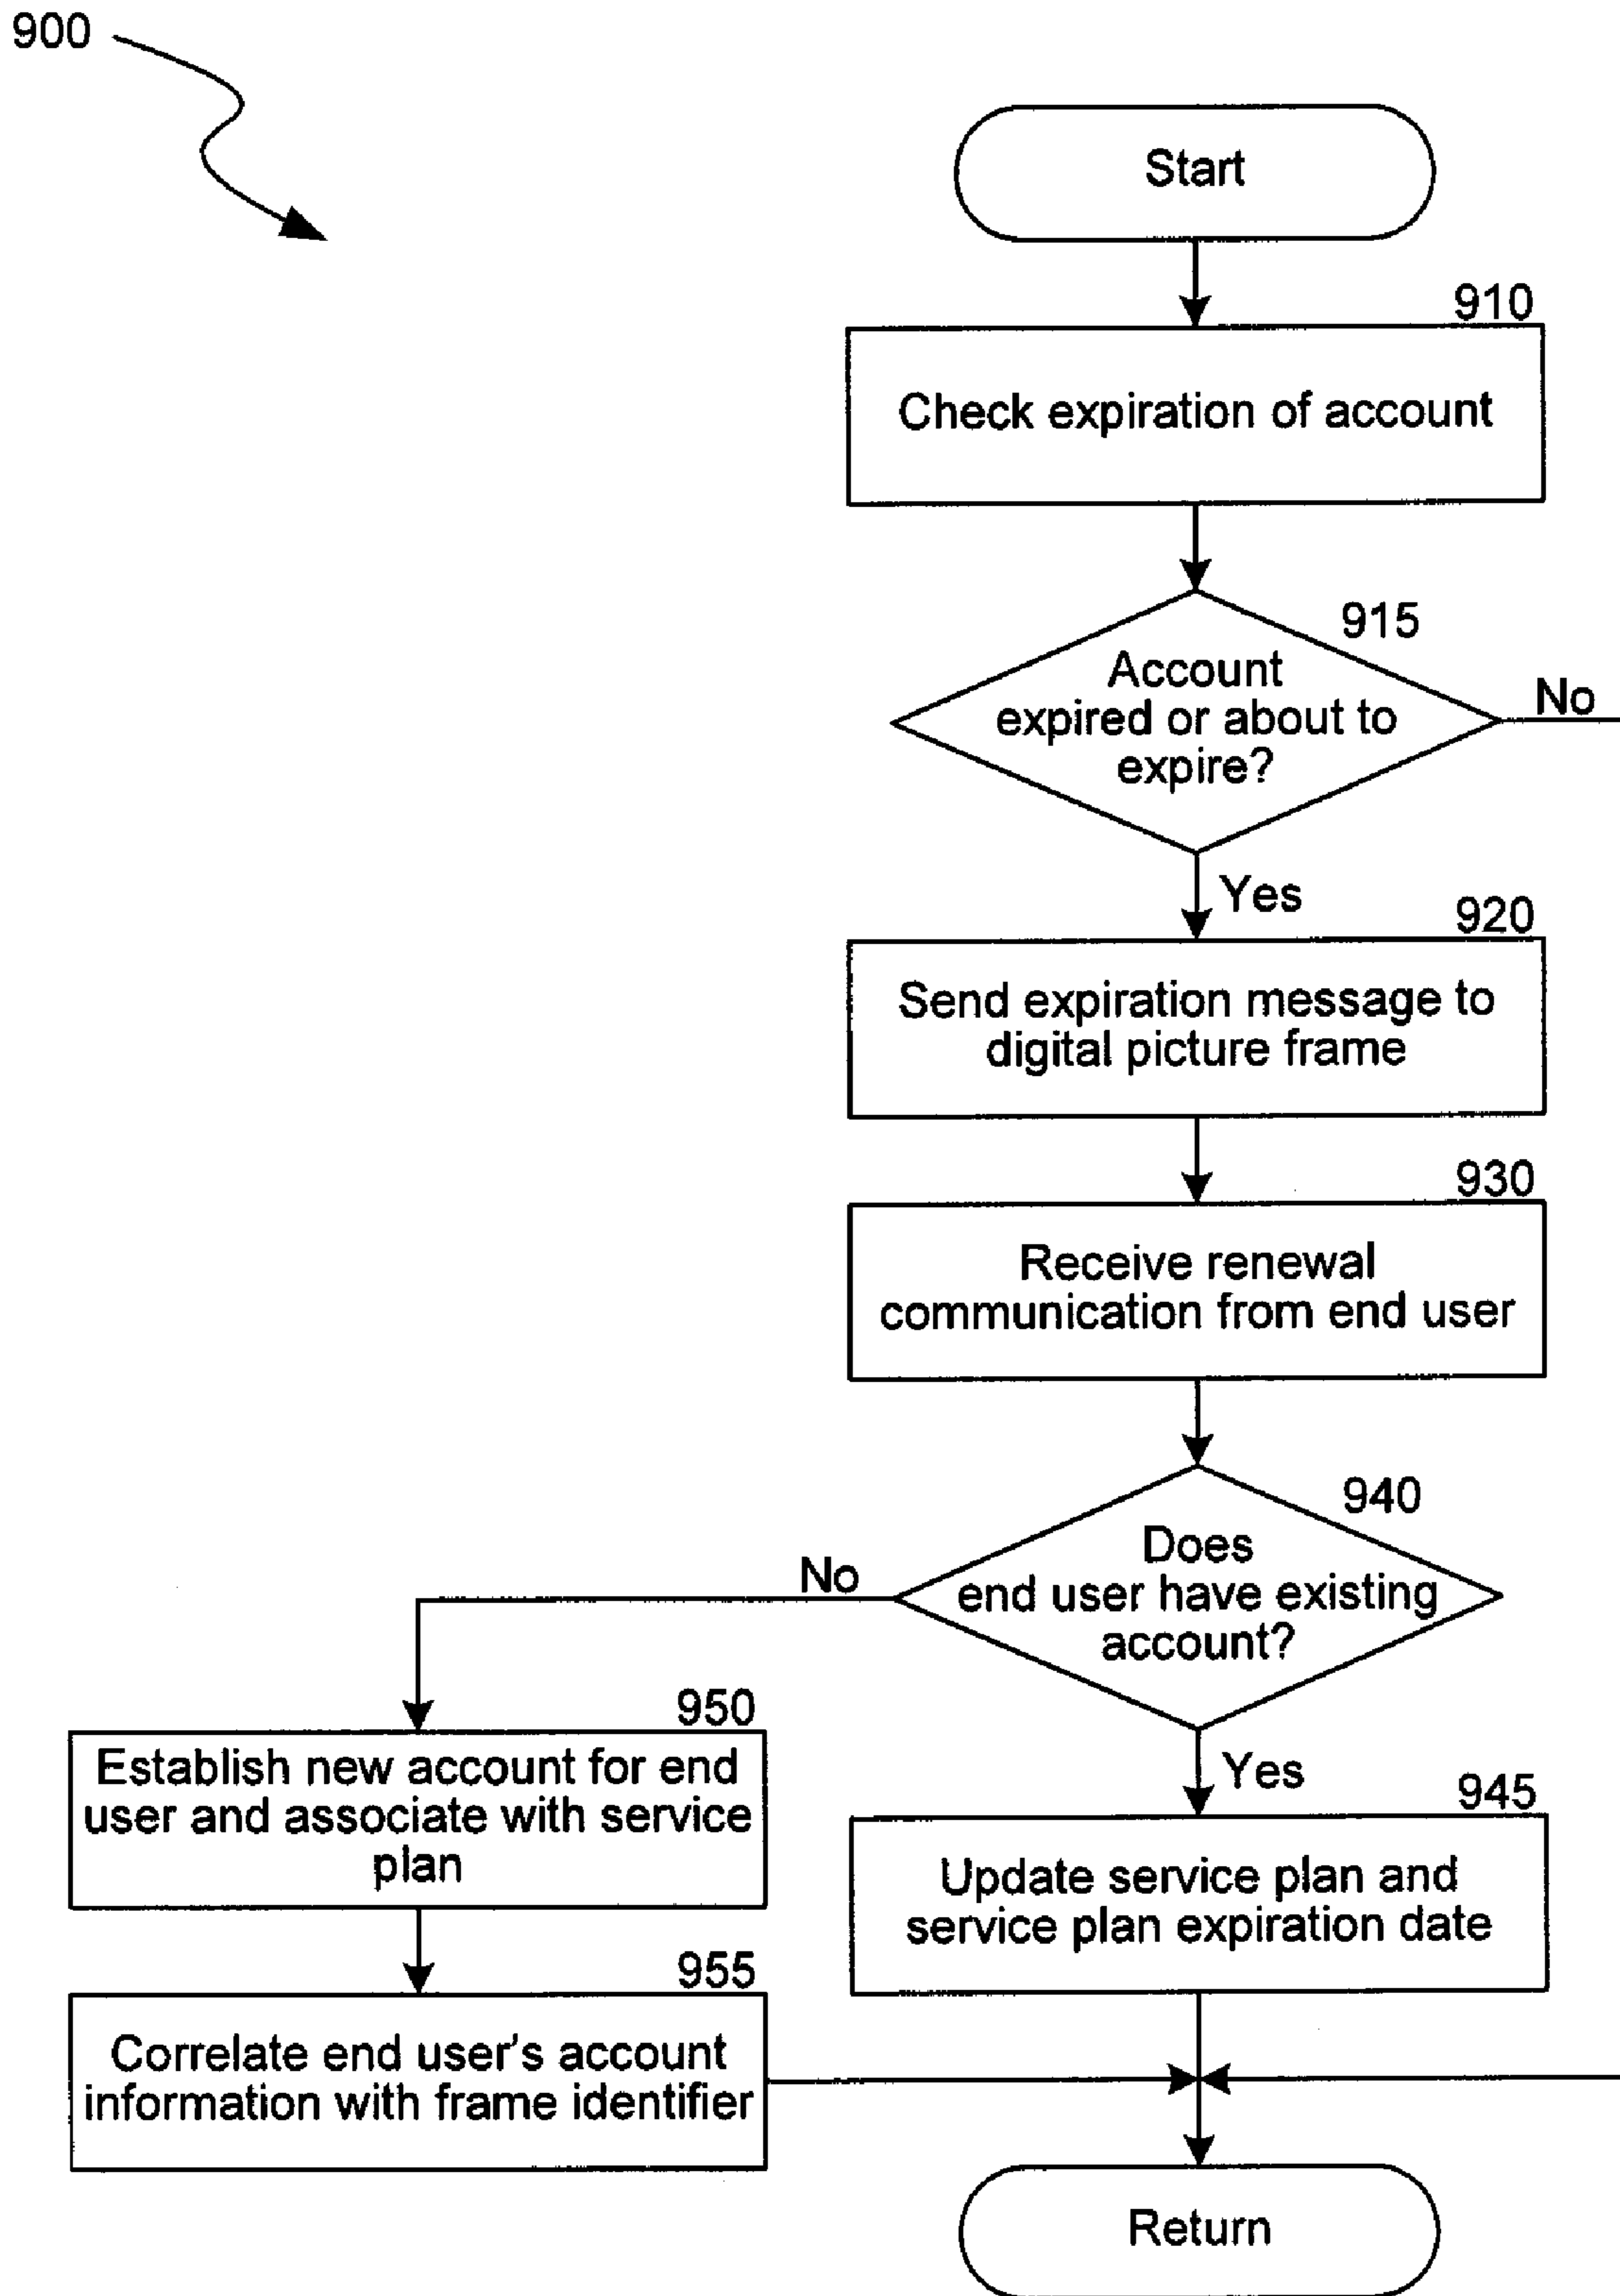 900
Start
910
Check expiration of account
915
Account
expired or about to
expire?
No
Yes
920
Send expiration message to
digital picture frame
930
Receive renewal
communication from end user
940
Does
end user have existing
account?
No
Yes
950
Establish new account for end
user and associate with service
plan
945
Update service plan and
service plan expiration date
955
Correlate end user's account
information with frame identifier
Return